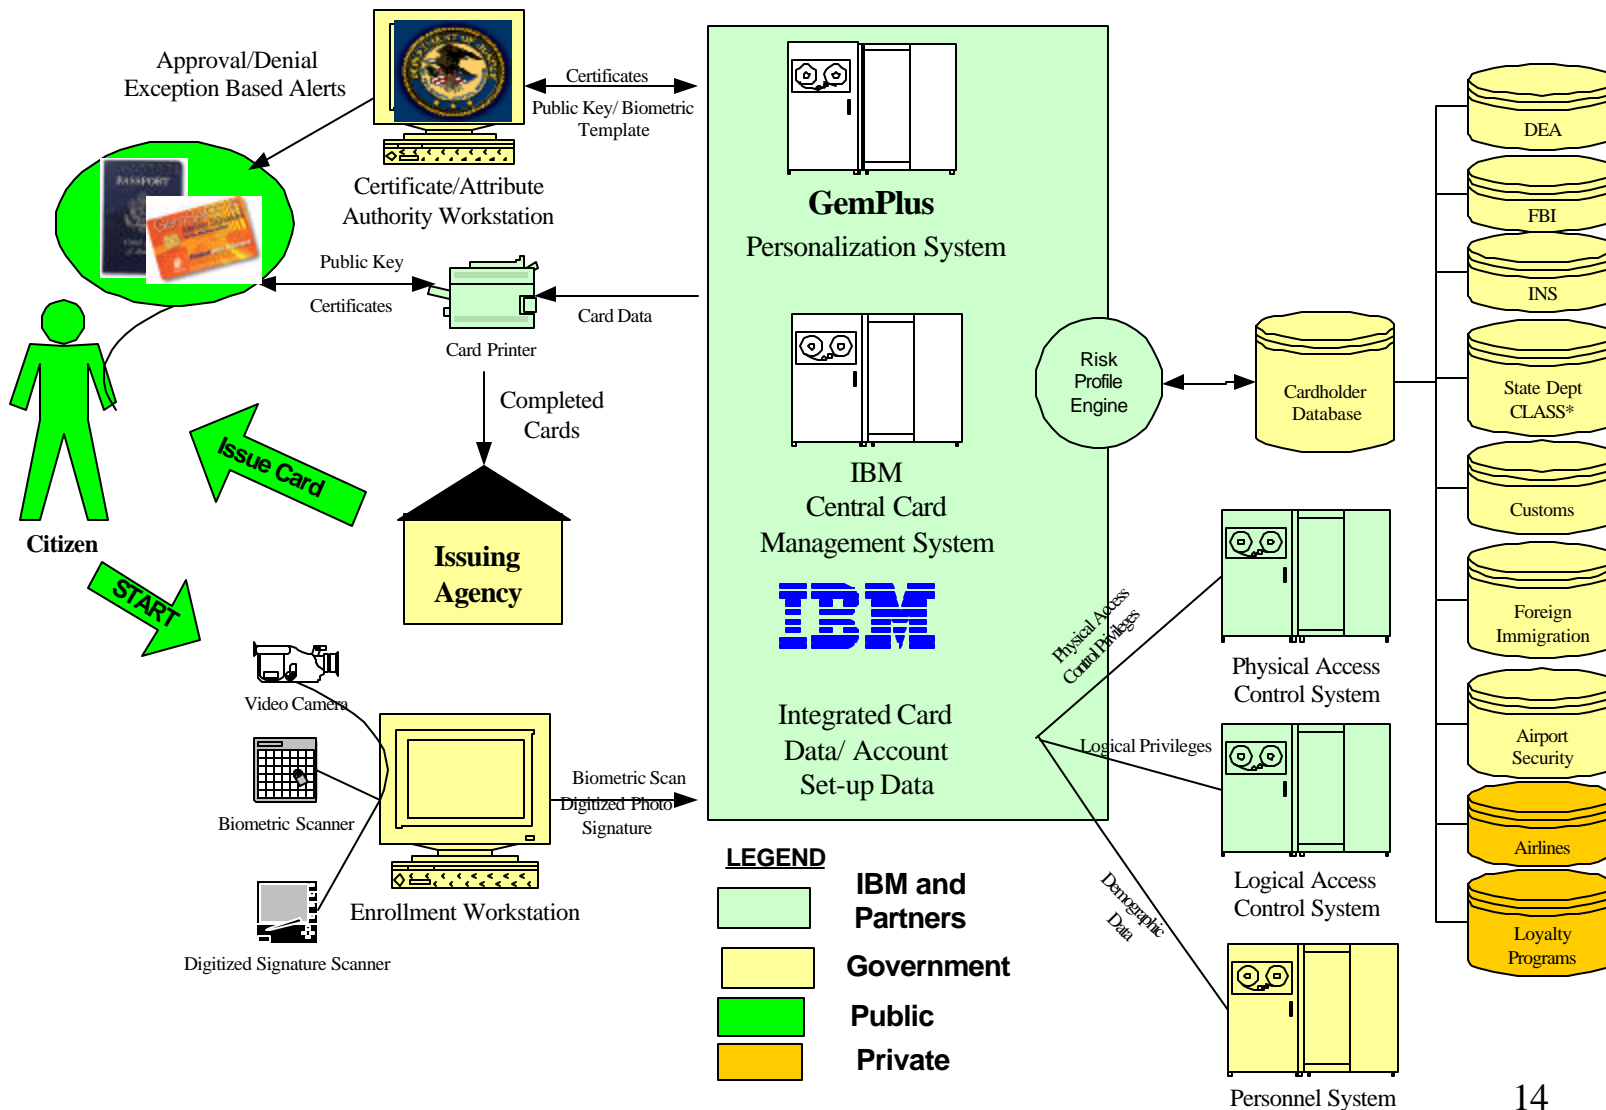 Approval/Denial
Exception Based Alerts
Certificates
Public Key/ Biometric
Template
Certificate/Attribute
Authority Workstation
PASSPORT
Public Key
Certificates
Card Printer
Card Data
Completed
Cards
Issue Card
Citizen
START
Issuing
Agency
Video Camera
Biometric Scanner
Digitized Signature Scanner
Enrollment Workstation
Biometric Scan
Digitized Photo
Signature
GemPlus
Personalization System
IBM
Central Card
Management System
IBM
Integrated Card
Data/ Account
Set-up Data
Risk
Profile
Engine
Cardholder
Database
Physical Access
Control Privileges
Logical Privileges
Demographic
Data
Physical Access
Control System
Logical Access
Control System
Personnel System
DEA
FBI
INS
State Dept
CLASS*
Customs
Foreign
Immigration
Airport
Security
Airlines
Loyalty
Programs
LEGEND
IBM and
Partners
Government
Public
Private
14